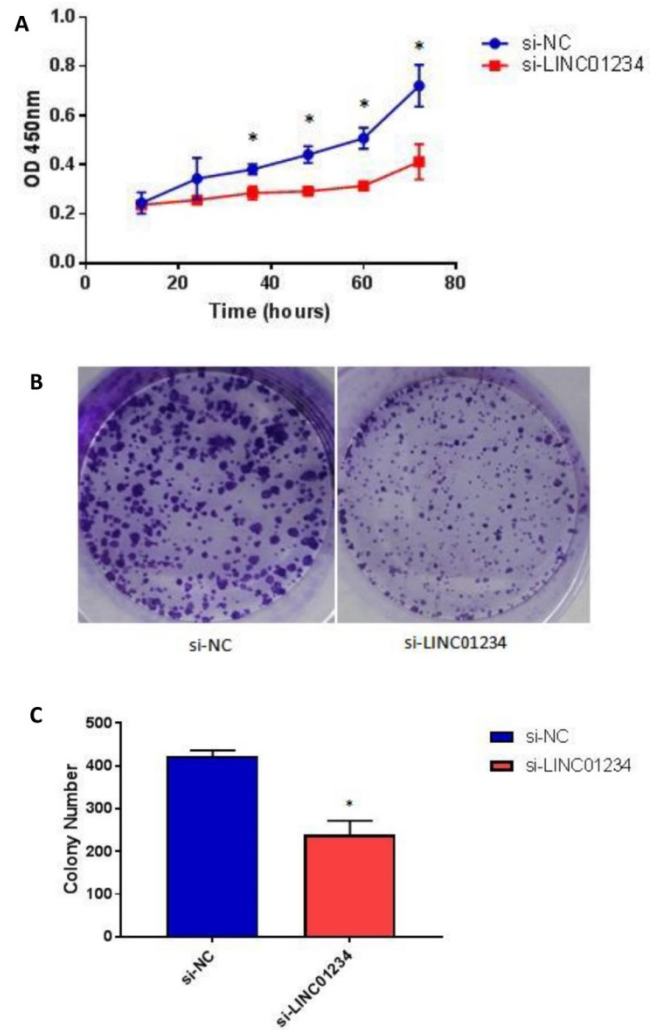 A
*
*
*
*
si-NC
si-LINC01234
OD 450nm
1.0
0.8
0.6
0.4
0.2
0.0
0
20
40
60
80
Time (hours)
B
si-NC
si-LINC01234
C
Colony Number
500
400
300
200
100
0
*
si-NC
si-LINC01234
si-NC
si-LINC01234